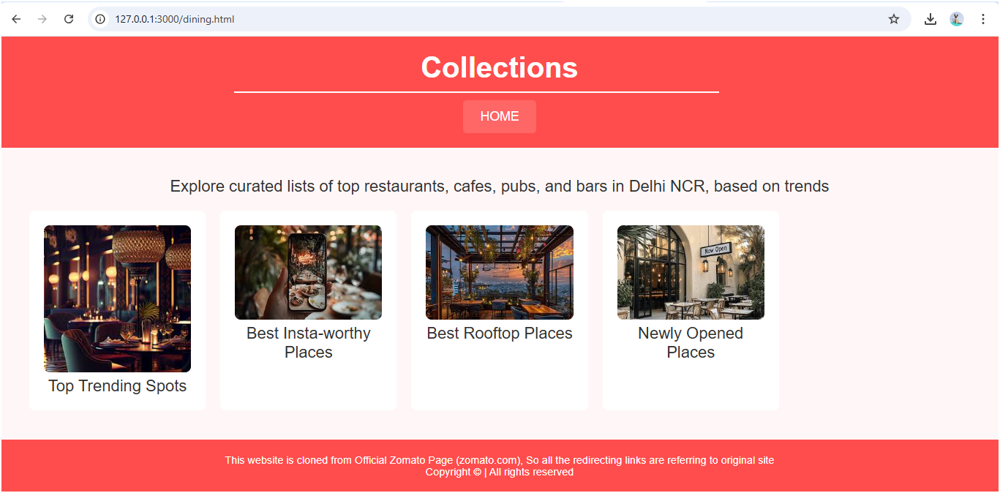 127.0.0.1:3000/dining.html
Collections
HOME
Explore curated lists of top restaurants, cafes, pubs, and bars in Delhi NCR, based on trends
Now Open
Top Trending Spots
Best Insta-worthy
Places
Best Rooftop Places
Newly Opened
Places
This website is cloned from Official Zomato Page (zomato.com), So all the redirecting links are referring to original site
Copyright © | All rights reserved